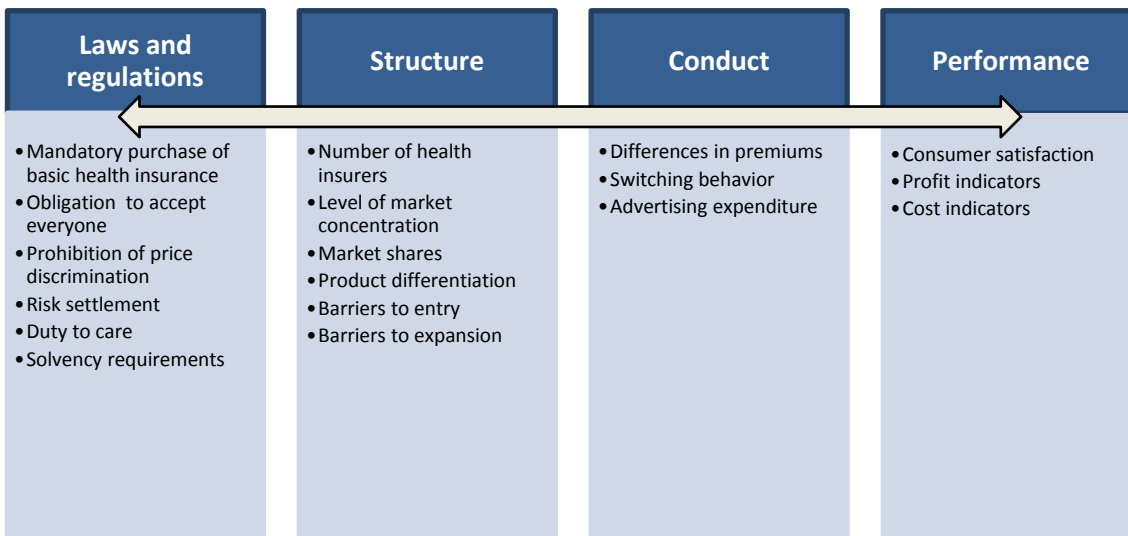 Laws and
regulations
•Mandatory purchase of
basic health insurance
•Obligation  to accept
everyone
•Prohibition of price
discrimination
•Risk settlement
•Duty to care
•Solvency requirements
Structure
•Number of health
insurers
•Level of market
concentration
•Market shares
•Product differentiation
•Barriers to entry
•Barriers to expansion
Conduct
•Differences in premiums
•Switching behavior
•Advertising expenditure
Performance
•Consumer satisfaction
•Profit indicators
•Cost indicators